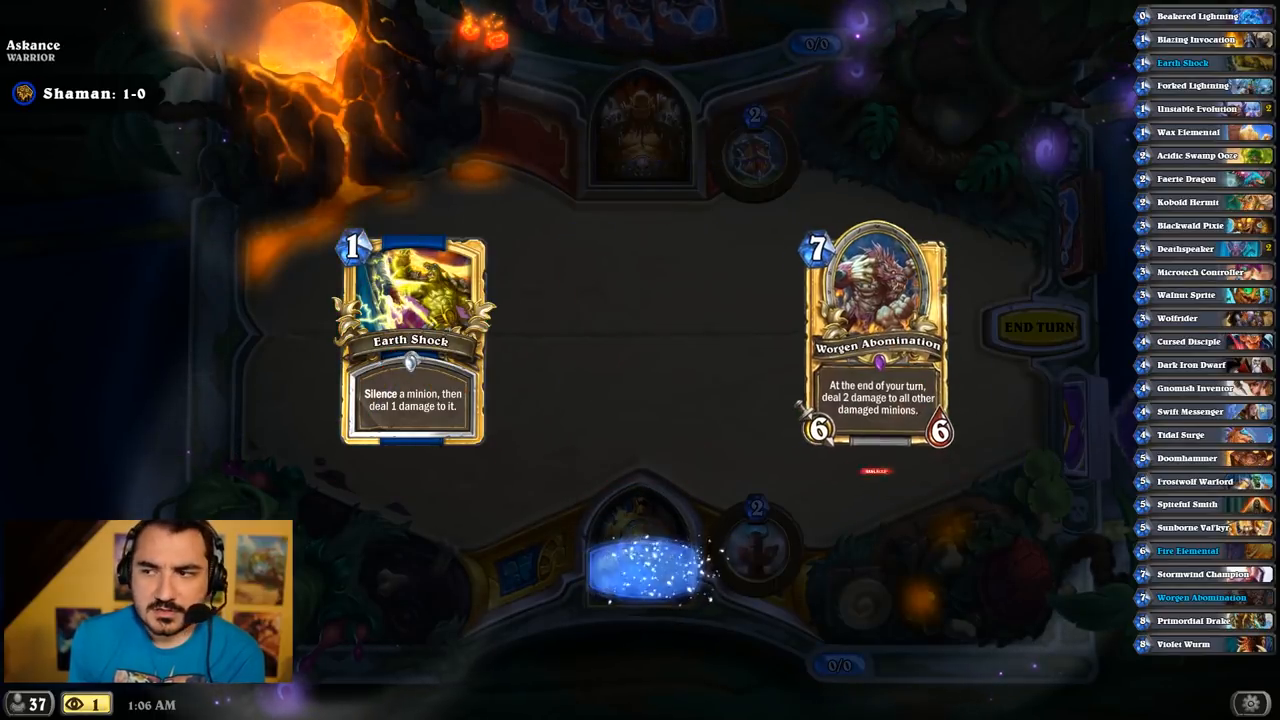 Askance
WARRIOR
Shaman: 1-0
0/0
2
1
Earth Shock
Silence a minion, then
deal 1 damage to it.
7
Worgen Abomination
At the end of your turn,
deal 2 damage to all other
damaged minions.
6
6
END TURN
2
0/0
37
1
1:06 AM
0 Beakered Lightning
1 Blazing Invocation
1 Earth Shock
1 Forked Lightning
1 Unstable Evolution 2
1 Wax Elemental
2 Acidic Swamp Ooze
2 Faerie Dragon
2 Kobold Hermit
3 Blackwald Pixie
3 Deathspeaker 2
3 Microtech Controller
3 Walnut Sprite
3 Wolfrider
4 Cursed Disciple
4 Dark Iron Dwarf
4 Gnomish Inventor
4 Swift Messenger
4 Tidal Surge
5 Doomhammer
5 Frostwolf Warlord
5 Spiteful Smith
5 Sunborne Val'kyr
6 Fire Elemental
7 Stormwind Champion
7 Worgen Abomination
8 Primordial Drake
8 Violet Wurm